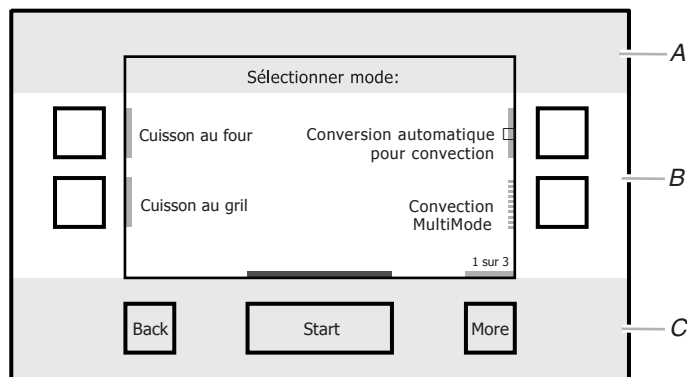 Sélectionner mode:
A
Cuisson au four
Conversion automatique
pour convection
B
Cuisson au gril
Convection
MultiMode
1 sur 3
Back
Start
More
C